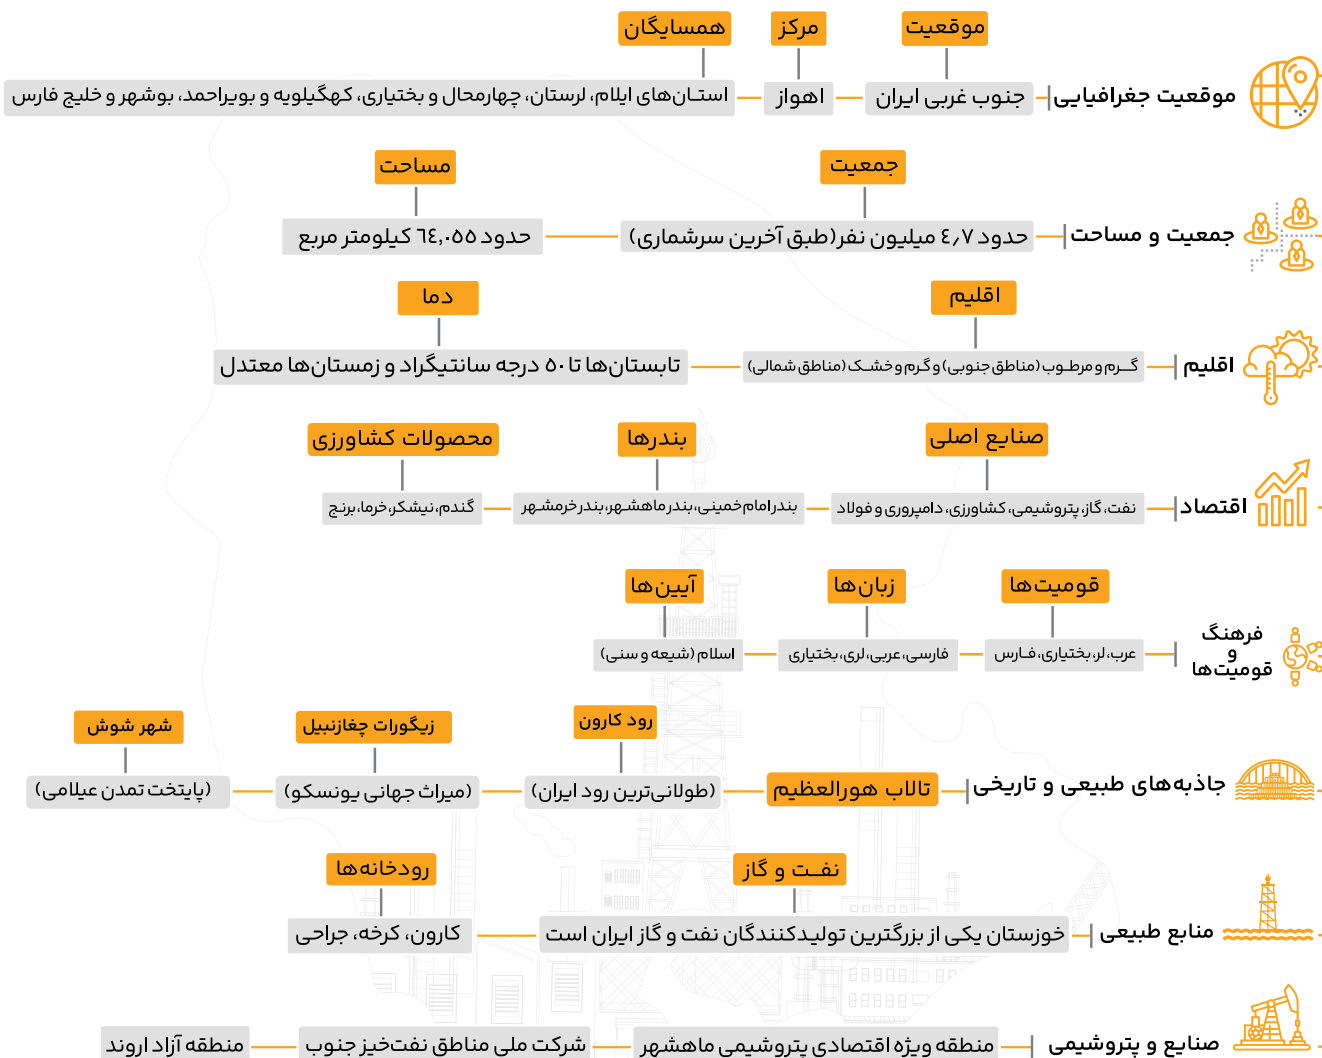 موقعیت
مرکز
همسایگان
موقعیت جغرافیایی
جنوب غربی ایران
اهواز
استان‌های ایلام، لرستان، چهارمحال و بختیاری، کهگیلویه و بویراحمد، بوشهر و خلیج فارس
جمعیت
مساحت
جمعیت و مساحت
حدود ٤٫٧ میلیون نفر(طبق آخرین سرشماری)
حدود ٦٤,٠٥٥ کیلومتر مربع
اقلیم
دما
اقلیم
گرم و مرطوب (مناطق جنوبی) و گرم و خشک (مناطق شمالی)
تابستان‌ها تا ٥٠ درجه سانتیگراد و زمستان‌ها معتدل
صنایع اصلی
بندرها
محصولات کشاورزی
اقتصاد
نفت، گاز، پتروشیمی، کشاورزی، دامپروری و فولاد
بندر امام خمینی، بندر ماهشهر، بندر خرمشهر
گندم، نیشکر، خرما، برنج
قومیت‌ها
زبان‌ها
آیین‌ها
فرهنگ
و
قومیت‌ها
عرب، لر، بختیاری، فارس
فارسی، عربی، لری، بختیاری
اسلام (شیعه و سنی)
رود کارون
زیگورات چغازنبیل
شهر شوش
جاذبه‌های طبیعی و تاریخی
تالاب هورالعظیم
(طولانی‌ترین رود ایران)
(میراث جهانی یونسکو)
(پایتخت تمدن عیلامی)
نفت و گاز
رودخانه‌ها
منابع طبیعی
خوزستان یکی از بزرگترین تولیدکنندگان نفت و گاز ایران است
کارون، کرخه، جراحی
صنایع و پتروشیمی
منطقه ویژه اقتصادی پتروشیمی ماهشهر
شرکت ملی مناطق نفت‌خیز جنوب
منطقه آزاد اروند